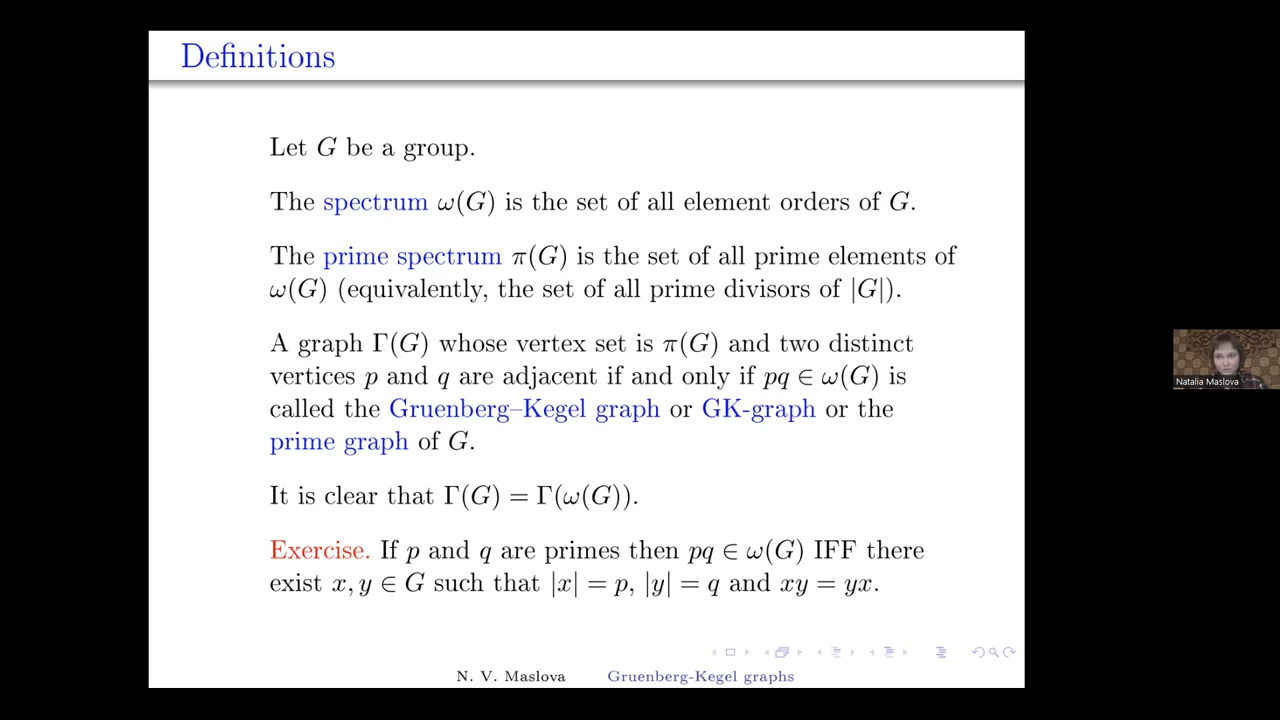 Definitions
Let G be a group.
The spectrum ω(G) is the set of all element orders of G.
The prime spectrum π(G) is the set of all prime elements of
ω(G) (equivalently, the set of all prime divisors of |G|).
A graph Γ(G) whose vertex set is π(G) and two distinct
vertices p and q are adjacent if and only if pq ∈ ω(G) is
called the Gruenberg–Kegel graph or GK-graph or the
prime graph of G.
It is clear that Γ(G) = Γ(ω(G)).
Exercise. If p and q are primes then pq ∈ ω(G) IFF there
exist x, y ∈ G such that |x| = p, |y| = q and xy = yx.
N. V. Maslova Gruenberg-Kegel graphs
Natalia Maslova